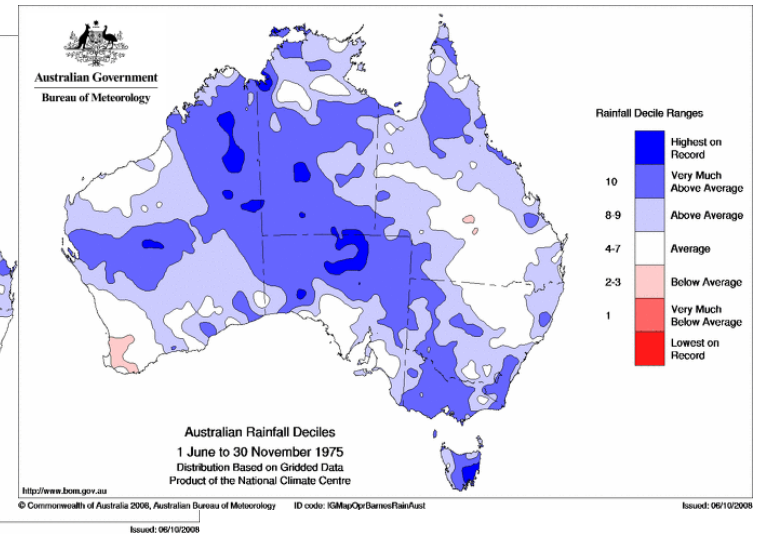 Australian Government
Bureau of Meteorology
Rainfall Decile Ranges
Highest on
Record
10
Very Much
Above Average
8-9
Above Average
4-7
Average
2-3
Below Average
1
Very Much
Below Average
Lowest on
Record
Australian Rainfall Deciles
1 June to 30 November 1975
Distribution Based on Gridded Data
Product of the National Climate Centre
http://www.bom.gov.au
© Commonwealth of Australia 2008, Australian Bureau of Meteorology
ID code: IGMapOprBarnesRainAust
Issued: 06/10/2008
Issued: 06/10/2008